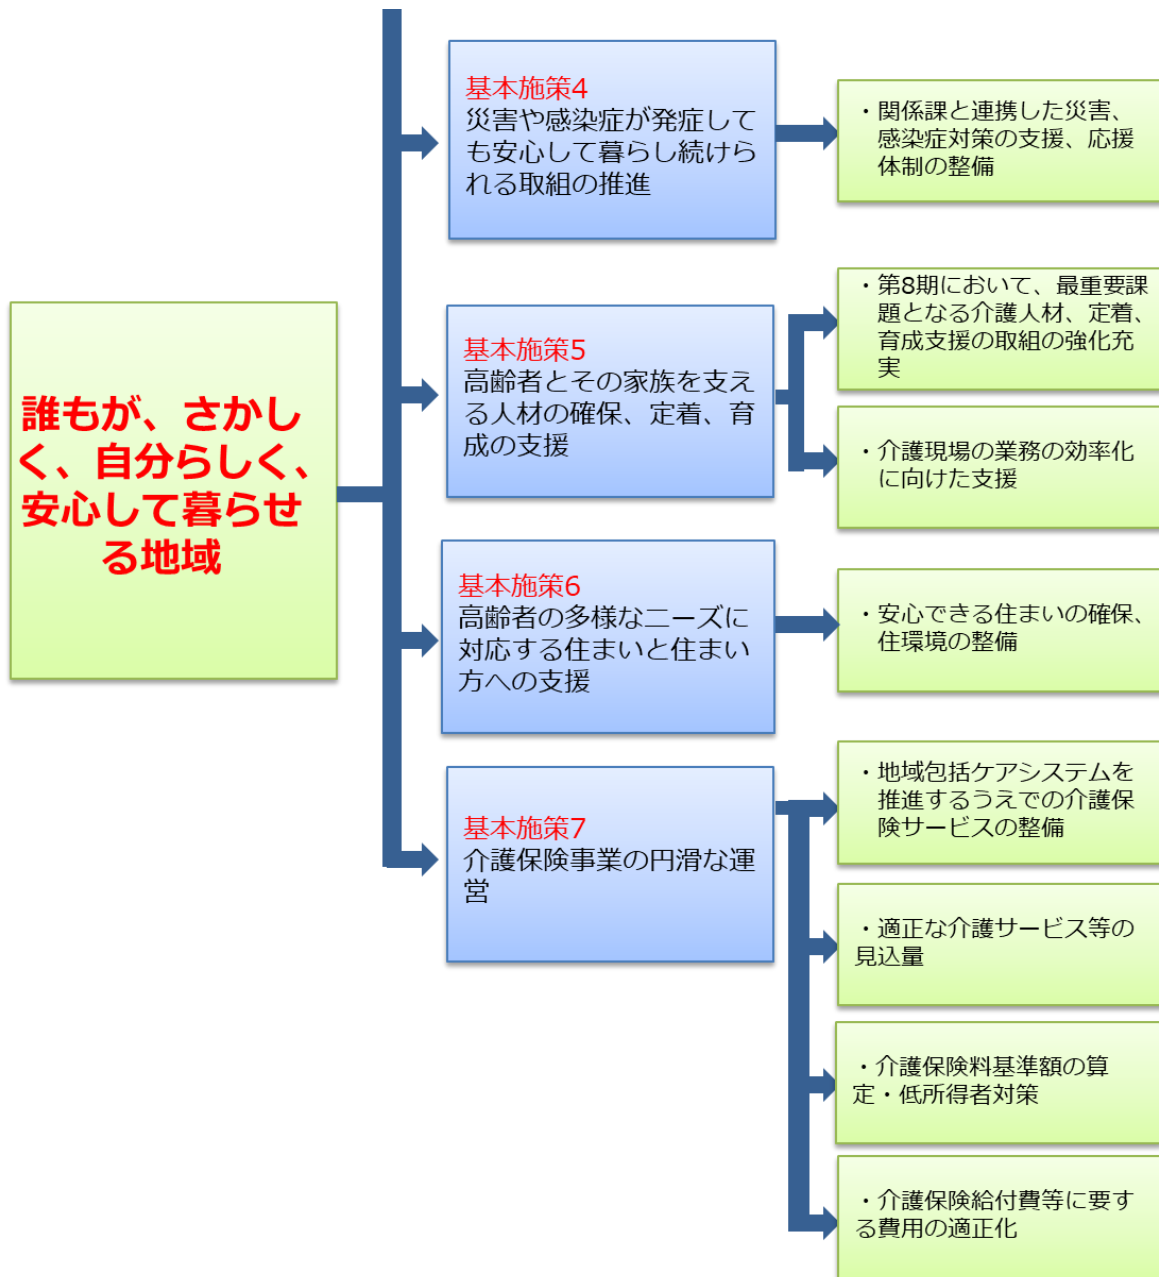 基本施策4
災害や感染症が発症して
も安心して暮らし続けら
れる取組の推進
・関係課と連携した災害、
感染症対策の支援、応援
体制の整備
誰もが、さかし
く、自分らしく、
安心して暮らせ
る地域
基本施策5
高齢者とその家族を支え
る人材の確保、定着、育
成の支援
・第8期において、最重要課
題となる介護人材、定着、
育成支援の取組の強化充
実
・介護現場の業務の効率化
に向けた支援
基本施策6
高齢者の多様なニーズに
対応する住まいと住まい
方への支援
・安心できる住まいの確保、
住環境の整備
基本施策7
介護保険事業の円滑な運
営
・地域包括ケアシステムを
推進するうえでの介護保
険サービスの整備
・適正な介護サービス等の
見込量
・介護保険料基準額の算
定・低所得者対策
・介護保険給付費等に要す
る費用の適正化